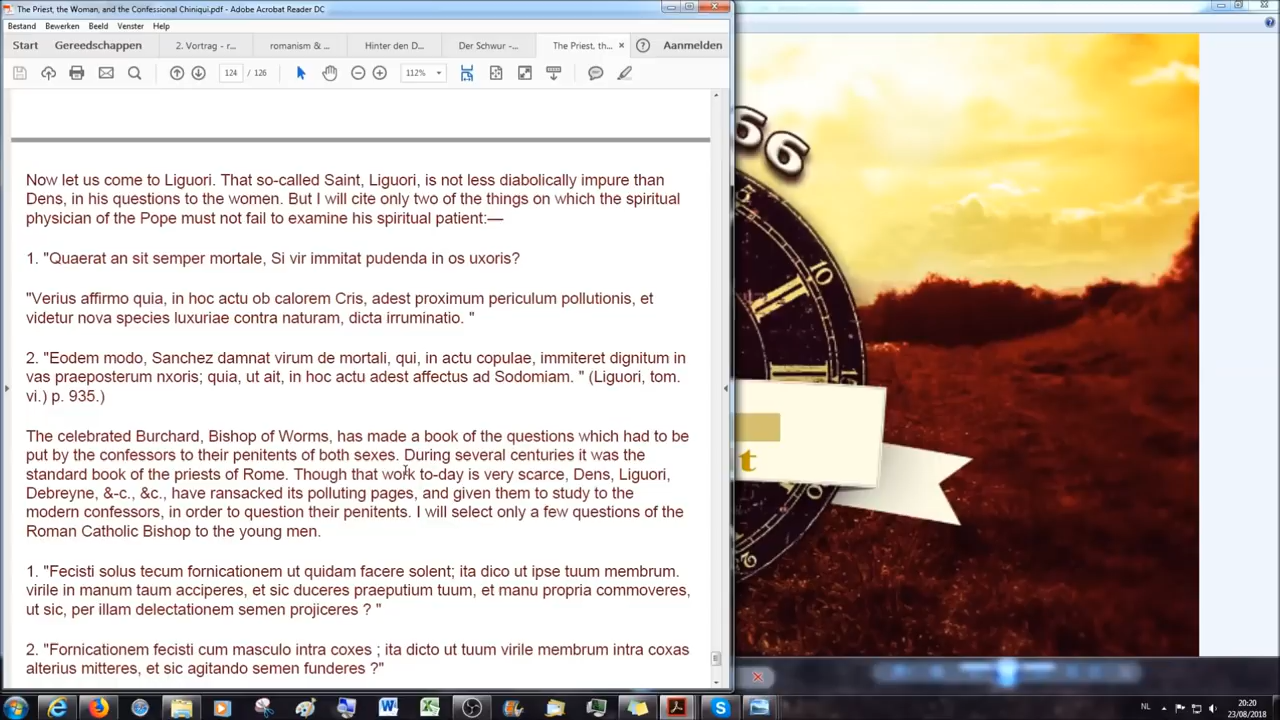 The Priest, the Woman, and the Confessional Chiniqui.pdf - Adobe Acrobat Reader DC
Bestand Bewerken Beeld Venster Help
Start Gereedschappen 2. Vortrag - r... romanism & ... Hinter den D... Der Schwur -... The Priest, th... × Aanmelden
124 / 126 112%
Now let us come to Liguori. That so-called Saint, Liguori, is not less diabolically impure than
Dens, in his questions to the women. But I will cite only two of the things on which the spiritual
physician of the Pope must not fail to examine his spiritual patient:—
1. "Quaerat an sit semper mortale, Si vir immitat pudenda in os uxoris?
"Verius affirmo quia, in hoc actu ob calorem Cris, adest proximum periculum pollutionis, et
videtur nova species luxuriae contra naturam, dicta irruminatio. "
2. "Eodem modo, Sanchez damnat virum de mortali, qui, in actu copulae, immiteret dignitum in
vas praeposterum nxoris; quia, ut ait, in hoc actu adest affectus ad Sodomiam. " (Liguori, tom.
vi.) p. 935.)
The celebrated Burchard, Bishop of Worms, has made a book of the questions which had to be
put by the confessors to their penitents of both sexes. During several centuries it was the
standard book of the priests of Rome. Though that work to-day is very scarce, Dens, Liguori,
Debreyne, &-c., &c., have ransacked its polluting pages, and given them to study to the
modern confessors, in order to question their penitents. I will select only a few questions of the
Roman Catholic Bishop to the young men.
1. "Fecisti solus tecum fornicationem ut quidam facere solent; ita dico ut ipse tuum membrum.
virile in manum taum acciperes, et sic duceres praeputium tuum, et manu propria commoveres,
ut sic, per illam delectationem semen projiceres ? "
2. "Fornicationem fecisti cum masculo intra coxes ; ita dicto ut tuum virile membrum intra coxas
alterius mitteres, et sic agitando semen funderes ?"
66
5
10
t
NL 20:20
23/08/2018